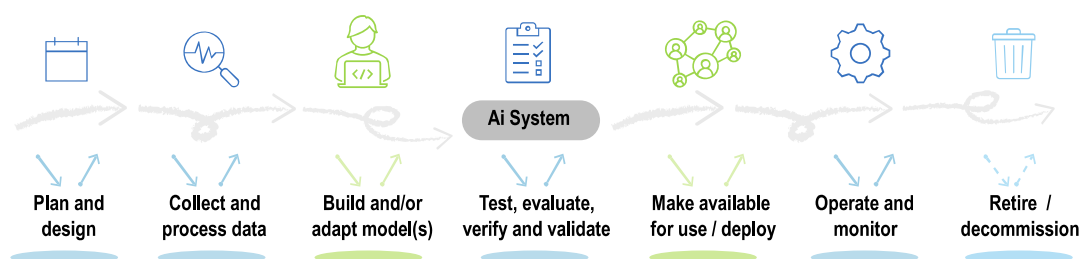 </>
Ai System
Plan and
design
Collect and
process data
Build and/or
adapt model(s)
Test, evaluate,
verify and validate
Make available
for use / deploy
Operate and
monitor
Retire /
decommission